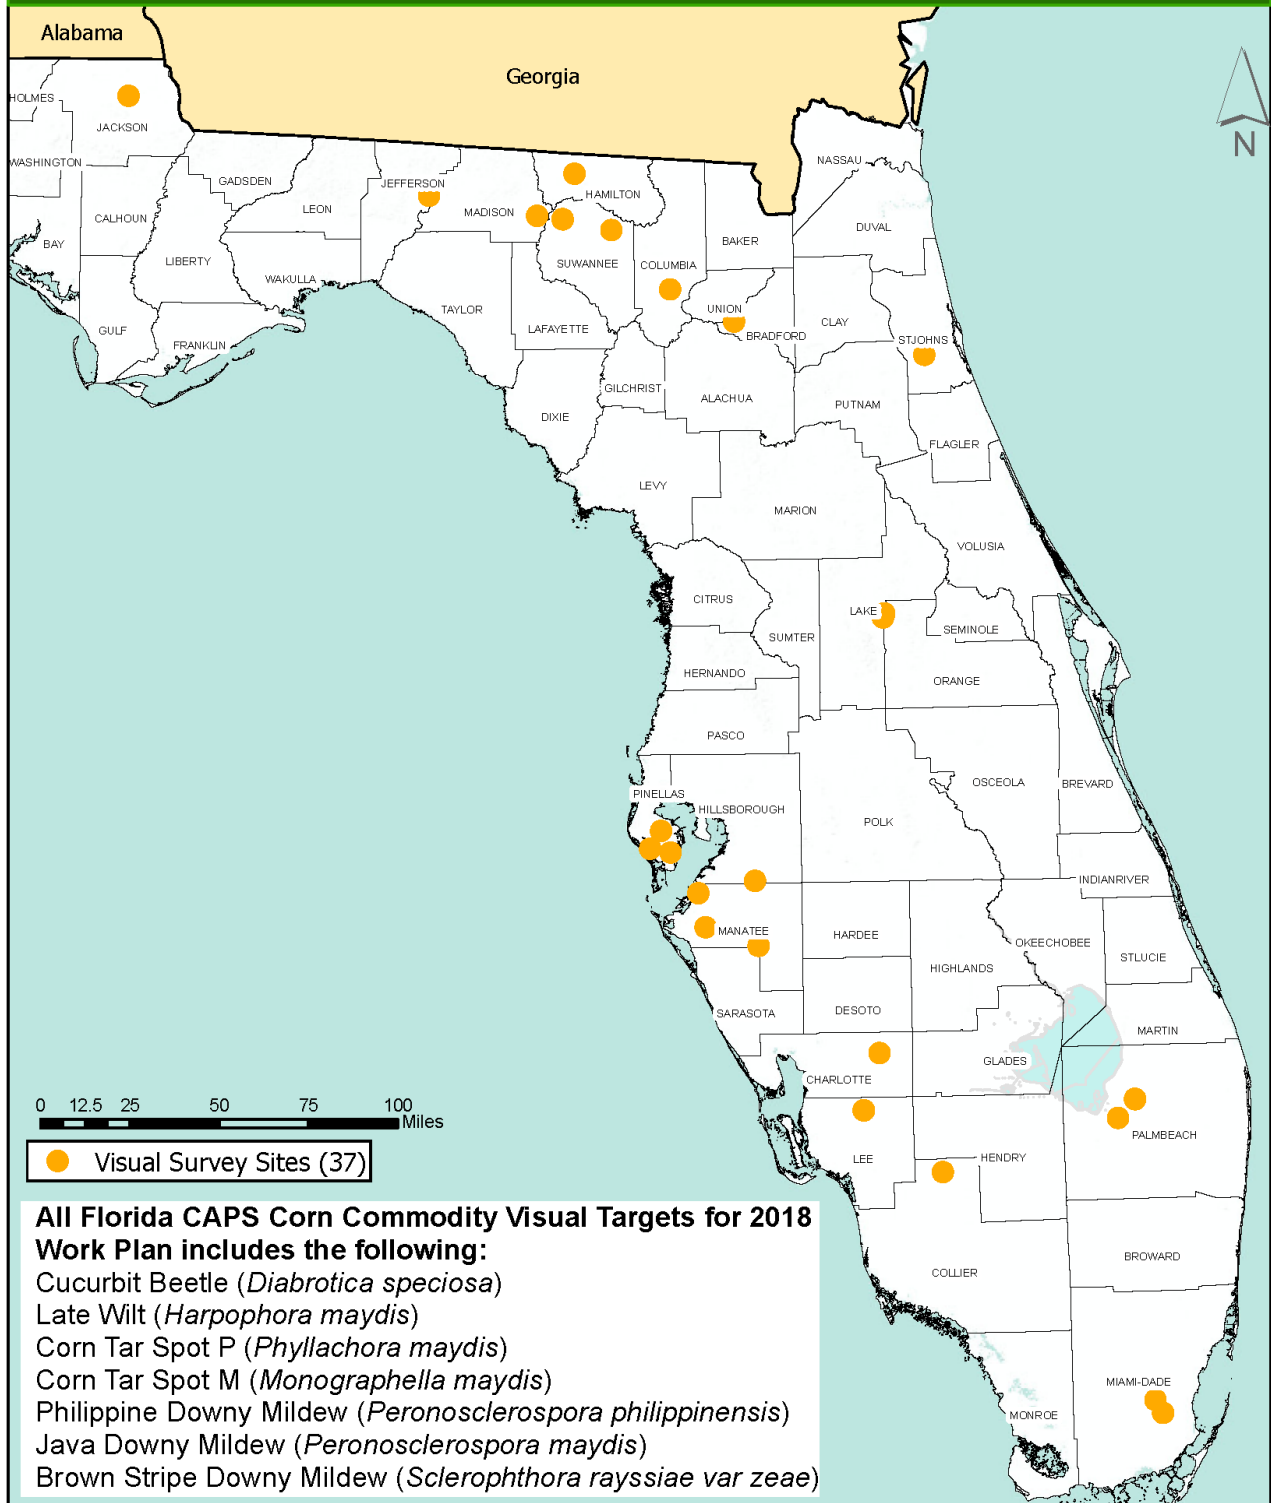 Alabama
Georgia
N
HOLMES
JACKSON
WASHINGTON
NASSAU
GADSDEN
JEFFERSON
HAMILTON
LEON
MADISON
CALHOUN
DUVAL
BAY
BAKER
LIBERTY
SUWANNEE
COLUMBIA
WAKULLA
TAYLOR
UNION
CLAY
GULF
LAFAYETTE
BRADFORD
STJOHNS
FRANKLIN
GILCHRIST
ALACHUA
PUTNAM
DIXIE
FLAGLER
LEVY
MARION
VOLUSIA
CITRUS
LAKE
SEMINOLE
SUMTER
HERNANDO
ORANGE
PASCO
OSCEOLA
BREVARD
PINELLAS
HILLSBOROUGH
POLK
INDIANRIVER
MANATEE
HARDEE
OKEECHOBEE
STLUCIE
HIGHLANDS
SARASOTA
DESOTO
MARTIN
GLADES
CHARLOTTE
0 12.5 25 50 75 100
Miles
PALMBEACH
LEE
HENDRY
Visual Survey Sites (37)
All Florida CAPS Corn Commodity Visual Targets for 2018
Work Plan includes the following:
Cucurbit Beetle (Diabrotica speciosa)
Late Wilt (Harpophora maydis)
Corn Tar Spot P (Phyllachora maydis)
Corn Tar Spot M (Monographella maydis)
Philippine Downy Mildew (Peronosclerospora philippinensis)
Java Downy Mildew (Peronosclerospora maydis)
Brown Stripe Downy Mildew (Sclerophthora rayssiae var zeae)
BROWARD
COLLIER
MIAMI-DADE
MONROE